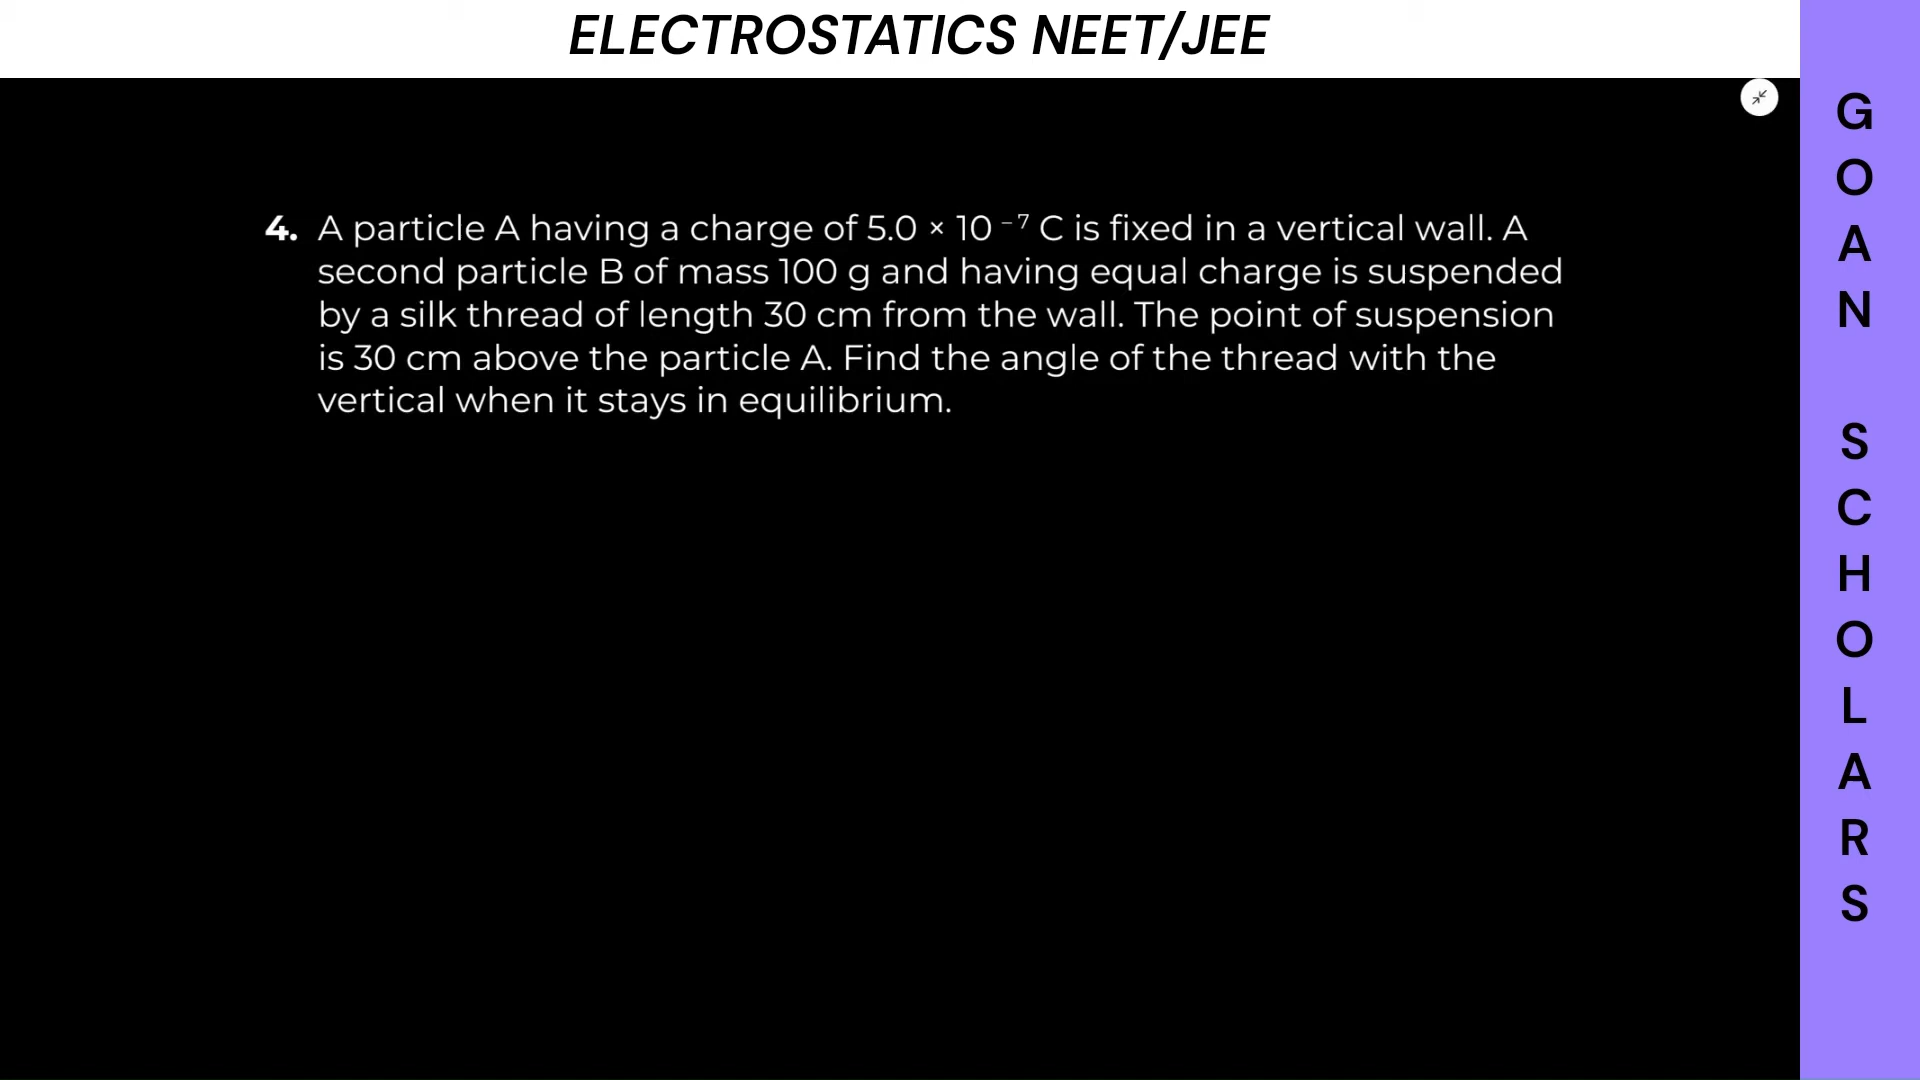 ELECTROSTATICS NEET/JEE
4. A particle A having a charge of 5.0 × 10⁻⁷ C is fixed in a vertical wall. A
second particle B of mass 100 g and having equal charge is suspended
by a silk thread of length 30 cm from the wall. The point of suspension
is 30 cm above the particle A. Find the angle of the thread with the
vertical when it stays in equilibrium.
GOAN SCHOLARS